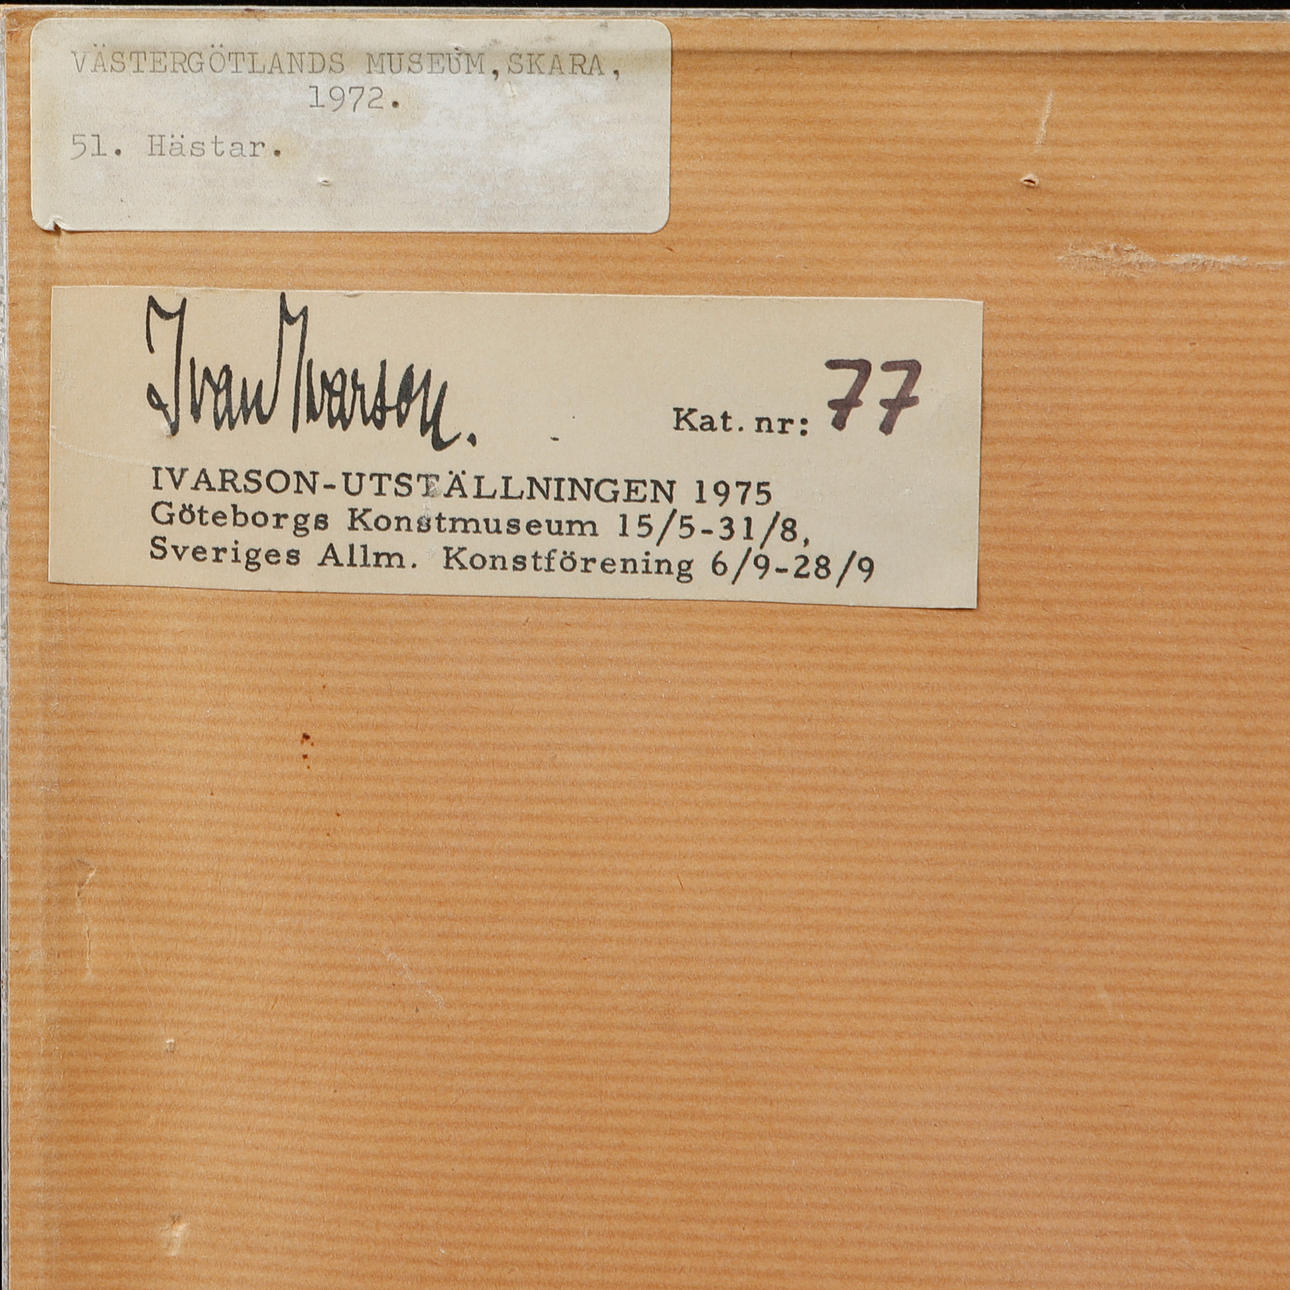 VÄSTERGÖTLANDS MUSEUM, SKARA,
1972.
51. Hästar.
Ivan Ivarson.
Kat. nr: 77
IVARSON-UTSTÄLLNINGEN 1975
Göteborgs Konstmuseum 15/5-31/8,
Sveriges Allm. Konstförening 6/9-28/9